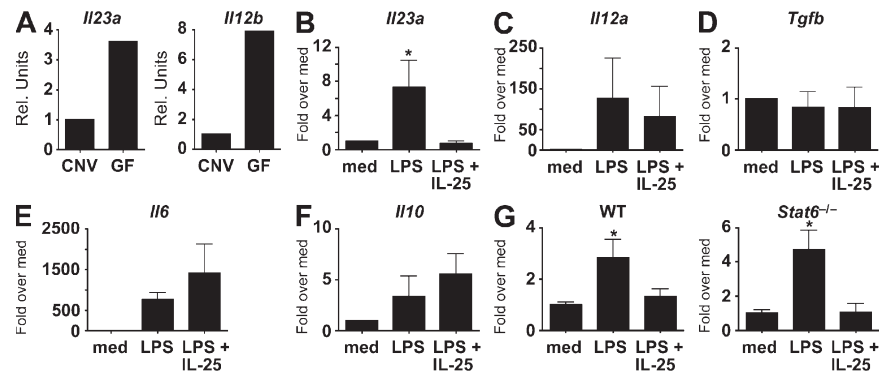 A
Il23a
Rel. Units
4
3
2
1
0
CNV
GF
Il12b
8
6
4
2
0
CNV
GF
B
Il23a
Fold over med
12
8
4
0
*
med
LPS
LPS +
IL-25
C
Il12a
Fold over med
250
200
150
100
50
0
med
LPS
LPS +
IL-25
D
Tgfb
Fold over med
2
1
0
med
LPS
LPS +
IL-25
E
Il6
Fold over med
2500
1500
500
0
med
LPS
LPS +
IL-25
F
Il10
Fold over med
10
5
0
med
LPS
LPS +
IL-25
G
WT
Fold over med
4
2
0
*
med
LPS
LPS +
IL-25
Stat6–/–
Fold over med
6
4
2
0
*
med
LPS
LPS +
IL-25